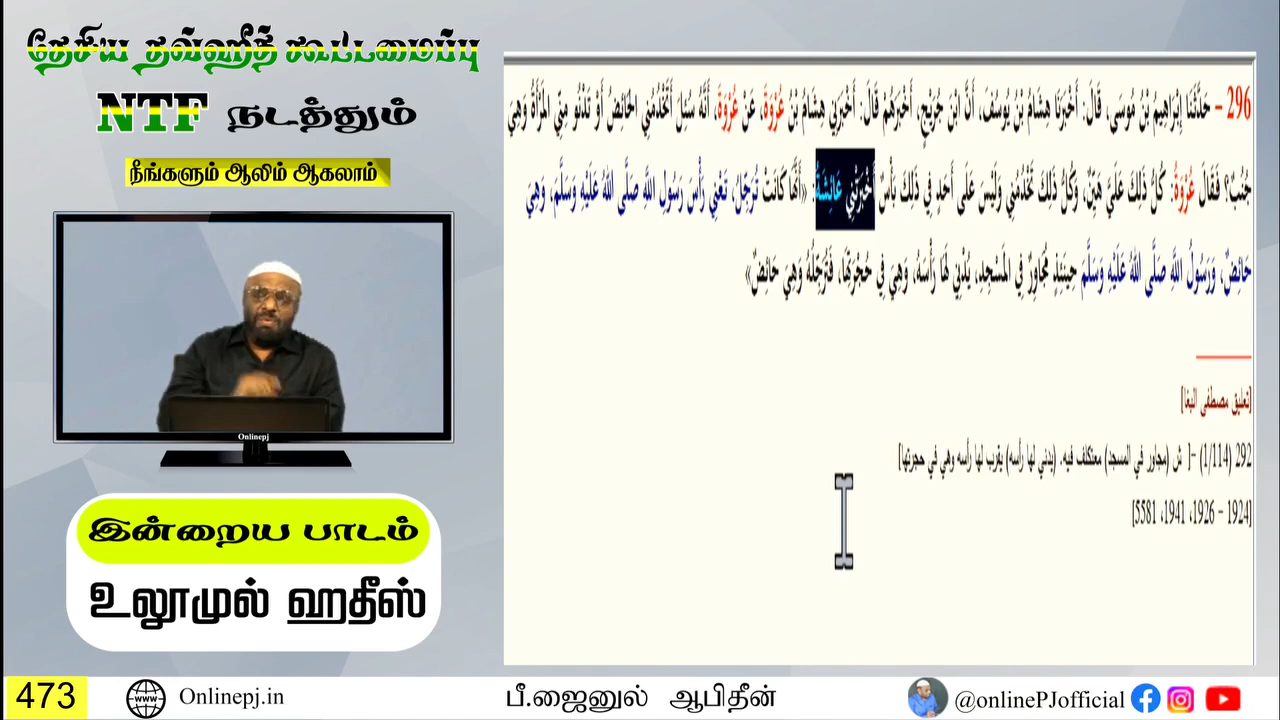 தேசிய தவ்ஹீத் கூட்டமைப்பு
NTF நடத்தும்
நீங்களும் ஆலிம் ஆகலாம்
Onlinepj
இன்றைய பாடம்
உலூமுல் ஹதீஸ்
296 - حَدَّثَنَا إِبْرَاهِيمُ بْنُ مُوسَى، قَالَ: أَخْبَرَنَا هِشَامُ بْنُ يُوسُفَ، أَنَّ ابْنَ جُرَيْجٍ، أَخْبَرَهُمْ قَالَ: أَخْبَرَنِي هِشَامُ بْنُ عُرْوَةَ، عَنْ عُرْوَةَ، أَنَّهُ سُئِلَ أَتَخْدُمُنِي الحَائِضُ أَوْ تَدْنُو مِنِّي المَرْأَةُ وَهِيَ
جُنُبٌ؟ فَقَالَ عُرْوَةُ: كُلُّ ذَلِكَ عَلَيَّ هَيِّنٌ، وَكُلُّ ذَلِكَ تَخْدُمُنِي وَلَيْسَ عَلَى أَحَدٍ فِي ذَلِكَ بَأْسٌ أَخْبَرَتْنِي عَائِشَةُ: «أَنَّهَا كَانَتْ تُرَجِّلُ، تَعْنِي رَأْسَ رَسُولِ اللَّهِ صَلَّى اللهُ عَلَيْهِ وَسَلَّمَ، وَهِيَ
حَائِضٌ، وَرَسُولُ اللَّهِ صَلَّى اللهُ عَلَيْهِ وَسَلَّمَ حِينَئِذٍ مُجَاوِرٌ فِي المَسْجِدِ، يُدْنِي لَهَا رَأْسَهُ، وَهِيَ فِي حُجْرَتِهَا، فَتُرَجِّلُهُ وَهِيَ حَائِضٌ»
[تعليق مصطفى البغا]
292 (1/114) -[ ش (مجاور في المسجد) معتكف فيه. (يدني لها رأسه) يقرب لها رأسه وهي في حجرتها]
[1924 - 1926، 1941، 5581]
473
www
Onlinepj.in
பீ.ஜைனுல் ஆபிதீன்
@onlinePJofficial